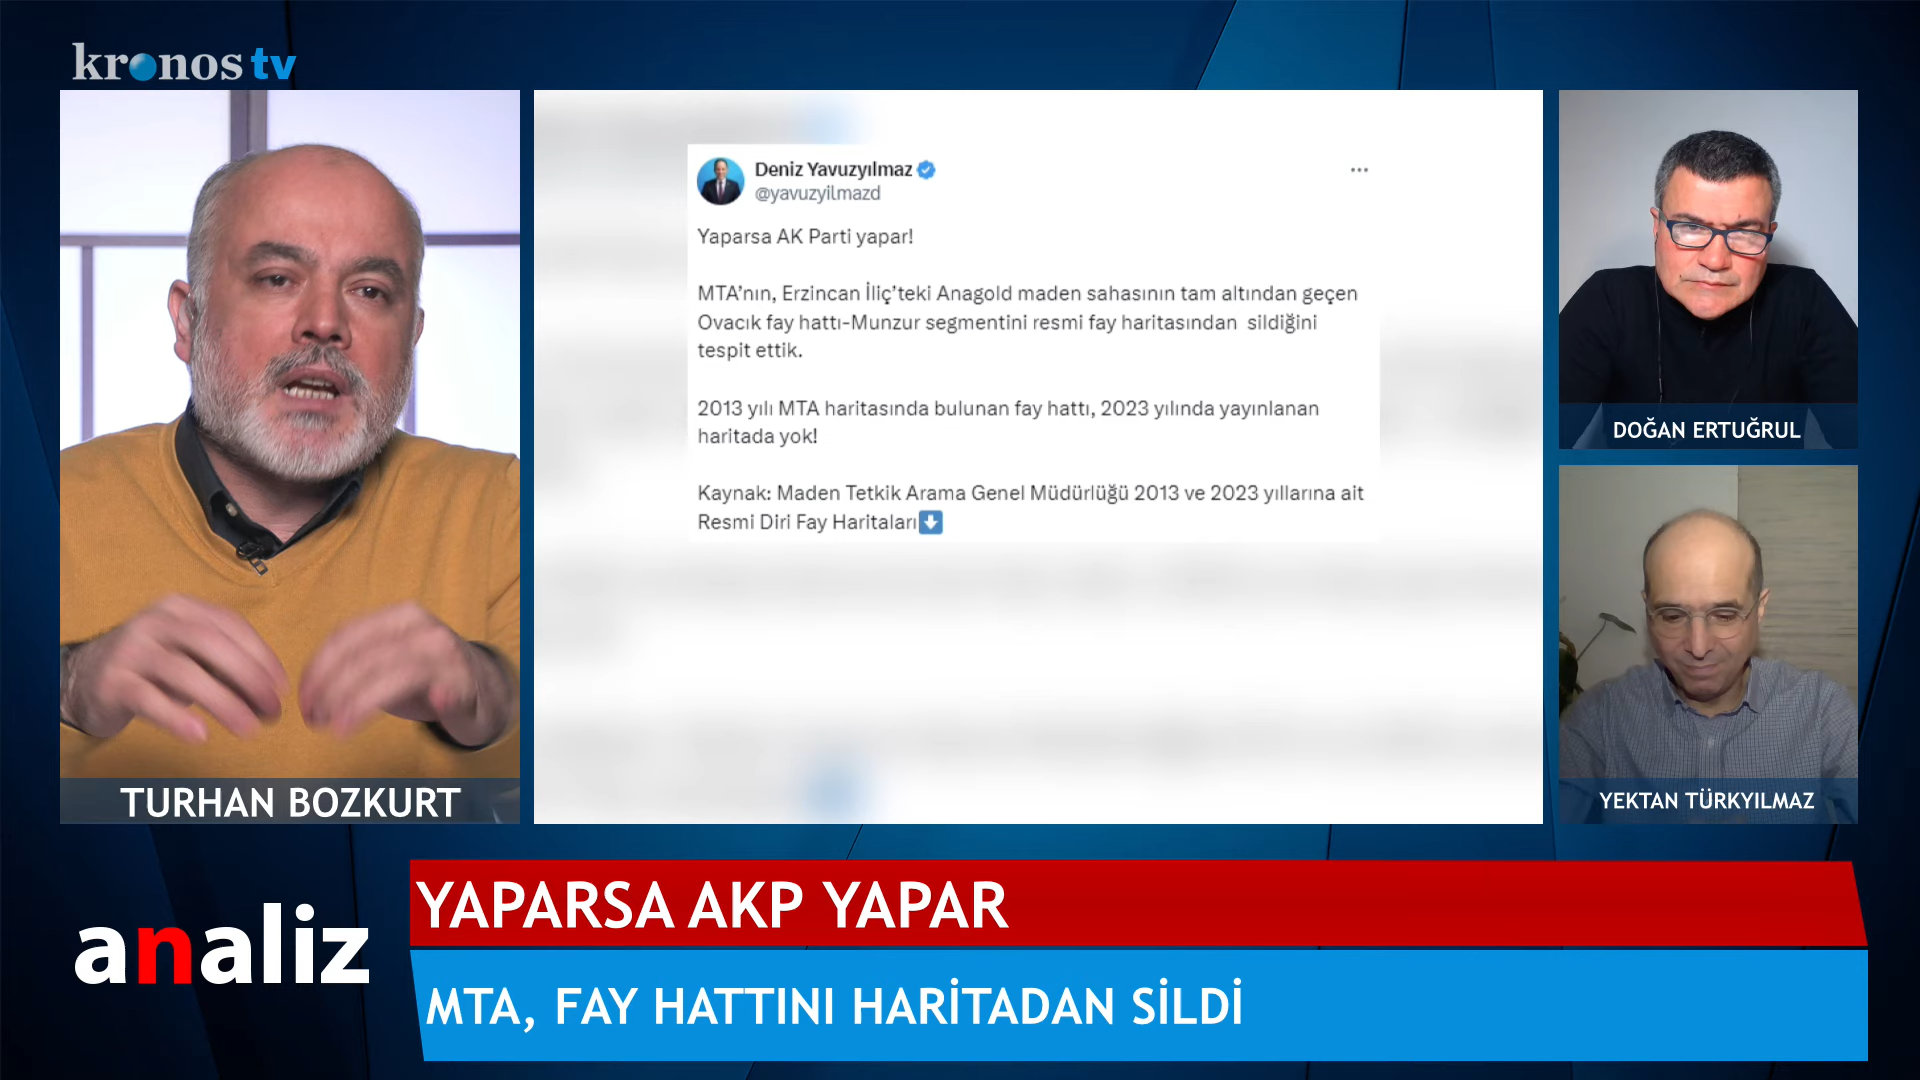 kronos tv
Deniz Yavuzyılmaz
@yavuzyilmazd
Yaparsa AK Parti yapar!
MTA'nın, Erzincan İliç'teki Anagold maden sahasının tam altından geçen
Ovacık fay hattı-Munzur segmentini resmi fay haritasından sildiğini
tespit ettik.
2013 yılı MTA haritasında bulunan fay hattı, 2023 yılında yayınlanan
haritada yok!
Kaynak: Maden Tetkik Arama Genel Müdürlüğü 2013 ve 2023 yıllarına ait
Resmi Diri Fay Haritaları
TURHAN BOZKURT
DOĞAN ERTUĞRUL
YEKTAN TÜRKYILMAZ
analiz
YAPARSA AKP YAPAR
MTA, FAY HATTINI HARİTADAN SİLDİ